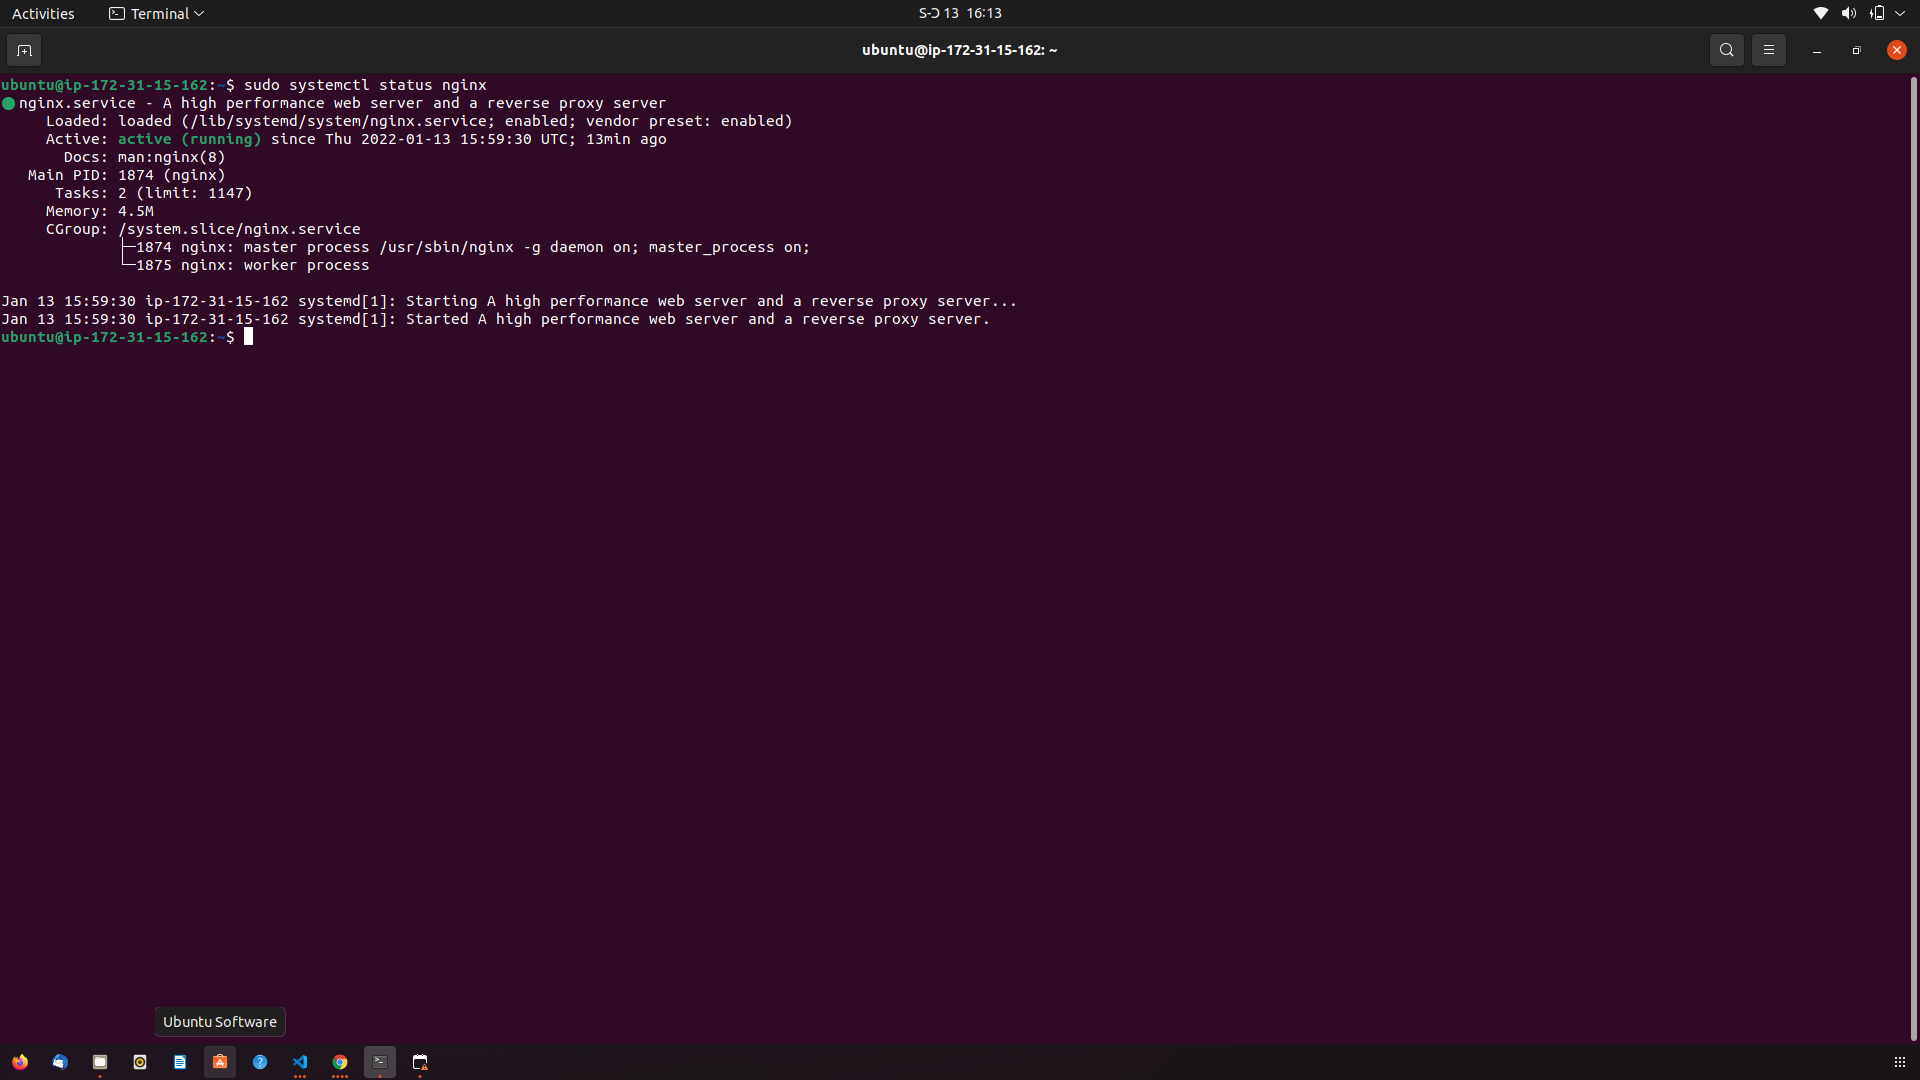 Activities
Terminal
S-Ɔ 13 16:13
ubuntu@ip-172-31-15-162: ~
ubuntu@ip-172-31-15-162:~$ sudo systemctl status nginx
● nginx.service - A high performance web server and a reverse proxy server
     Loaded: loaded (/lib/systemd/system/nginx.service; enabled; vendor preset: enabled)
     Active: active (running) since Thu 2022-01-13 15:59:30 UTC; 13min ago
       Docs: man:nginx(8)
   Main PID: 1874 (nginx)
      Tasks: 2 (limit: 1147)
     Memory: 4.5M
     CGroup: /system.slice/nginx.service
             ├─1874 nginx: master process /usr/sbin/nginx -g daemon on; master_process on;
             └─1875 nginx: worker process
Jan 13 15:59:30 ip-172-31-15-162 systemd[1]: Starting A high performance web server and a reverse proxy server...
Jan 13 15:59:30 ip-172-31-15-162 systemd[1]: Started A high performance web server and a reverse proxy server.
ubuntu@ip-172-31-15-162:~$
Ubuntu Software